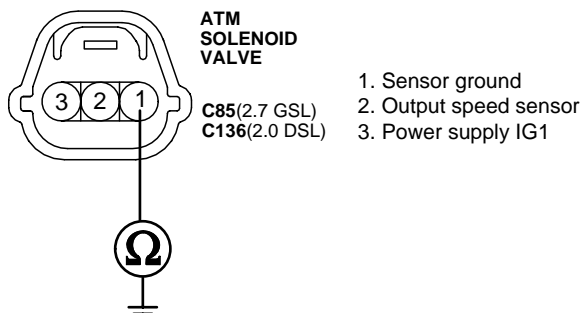 ATM
SOLENOID
VALVE
3 2 1
C85(2.7 GSL)
C136(2.0 DSL)
1. Sensor ground
2. Output speed sensor
3. Power supply IG1
Ω